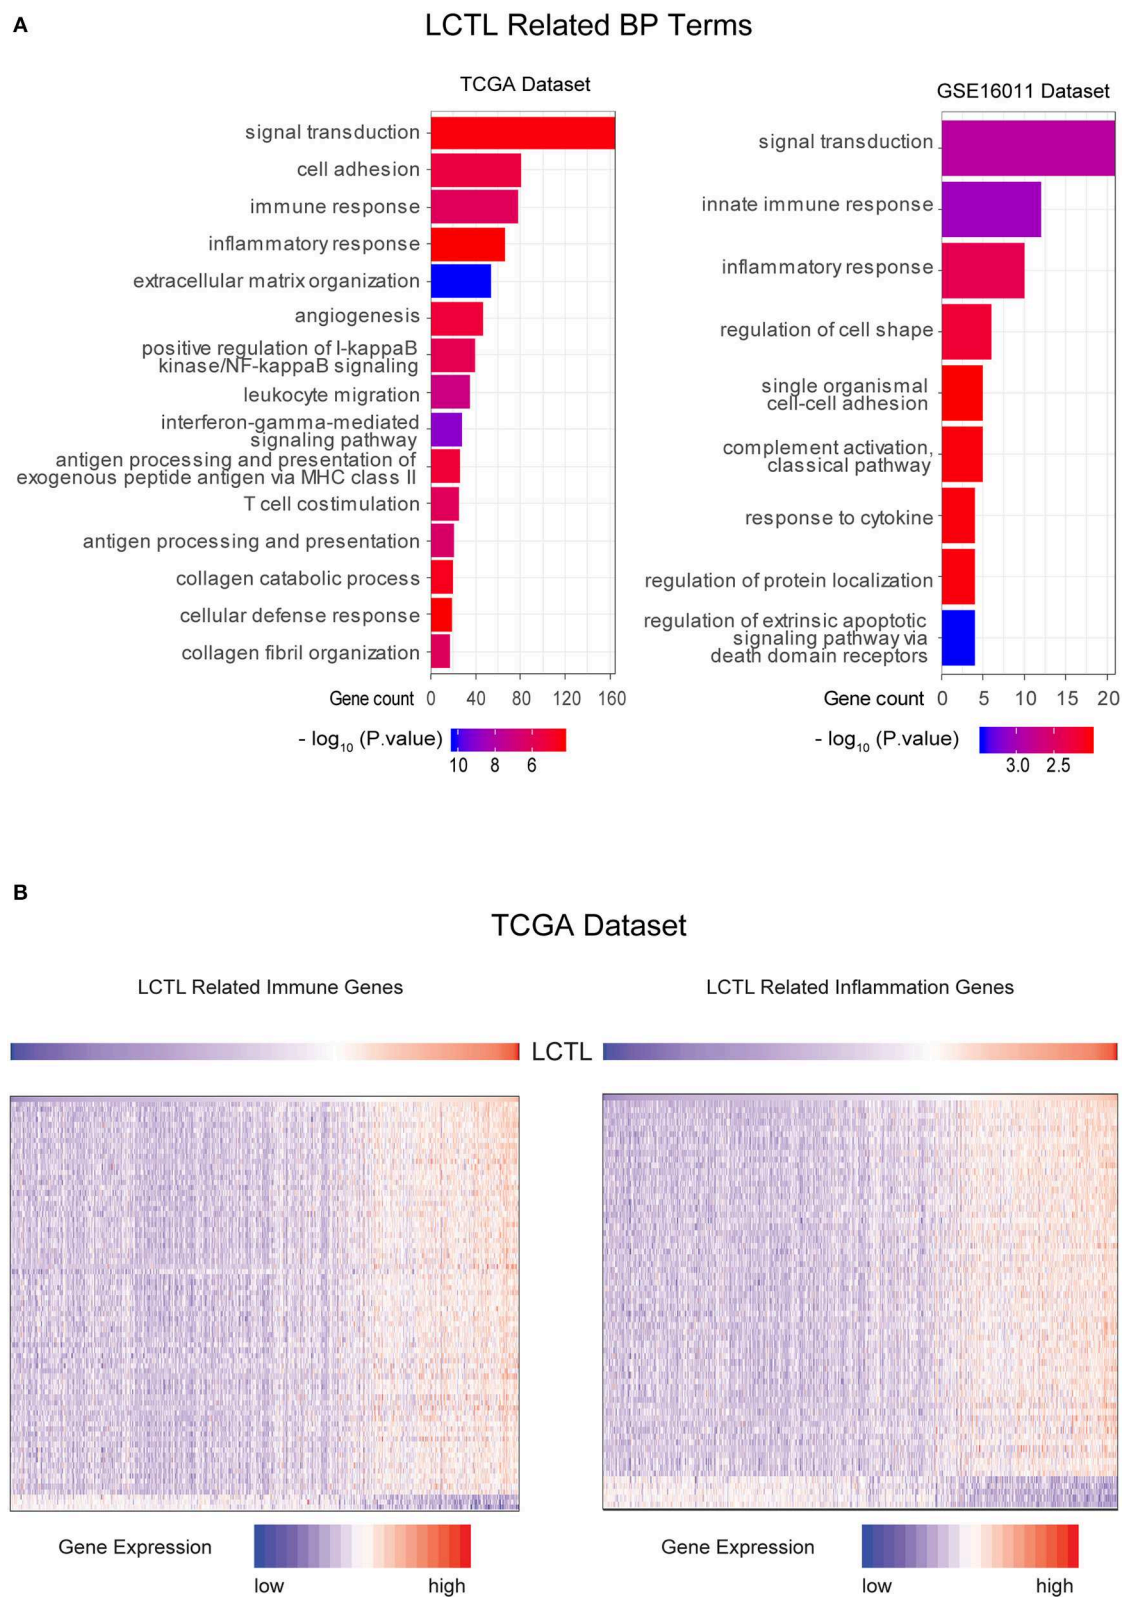 A
LCTL Related BP Terms
TCGA Dataset
signal transduction
cell adhesion
immune response
inflammatory response
extracellular matrix organization
angiogenesis
positive regulation of I-kappaB
kinase/NF-kappaB signaling
leukocyte migration
interferon-gamma-mediated
signaling pathway
antigen processing and presentation of
exogenous peptide antigen via MHC class II
T cell costimulation
antigen processing and presentation
collagen catabolic process
cellular defense response
collagen fibril organization
Gene count 0 40 80 120 160
- log10 (P.value)
10 8 6
GSE16011 Dataset
signal transduction
innate immune response
inflammatory response
regulation of cell shape
single organismal
cell-cell adhesion
complement activation,
classical pathway
response to cytokine
regulation of protein localization
regulation of extrinsic apoptotic
signaling pathway via
death domain receptors
Gene count 0 5 10 15 20
- log10 (P.value)
3.0 2.5
B
TCGA Dataset
LCTL Related Immune Genes
LCTL Related Inflammation Genes
LCTL
Gene Expression
low high
Gene Expression
low high